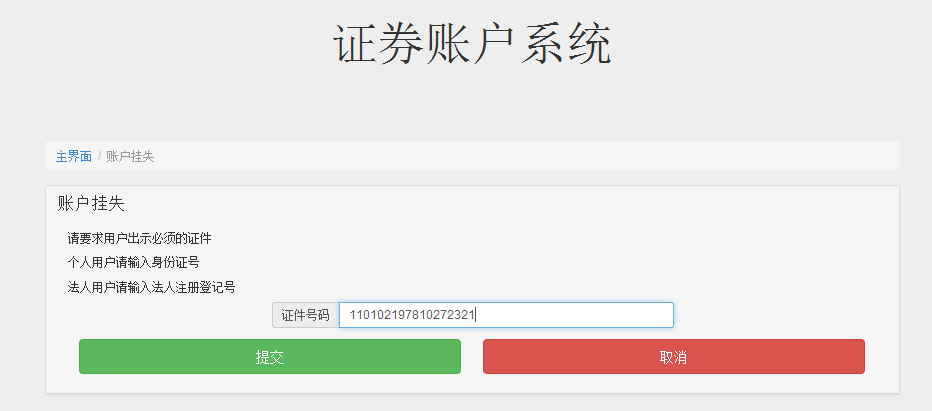 证券账户系统
主界面 / 账户挂失
账户挂失
请要求用户出示必须的证件
个人用户请输入身份证号
法人用户请输入法人注册登记号
证件号码 110102197810272321
提交 取消